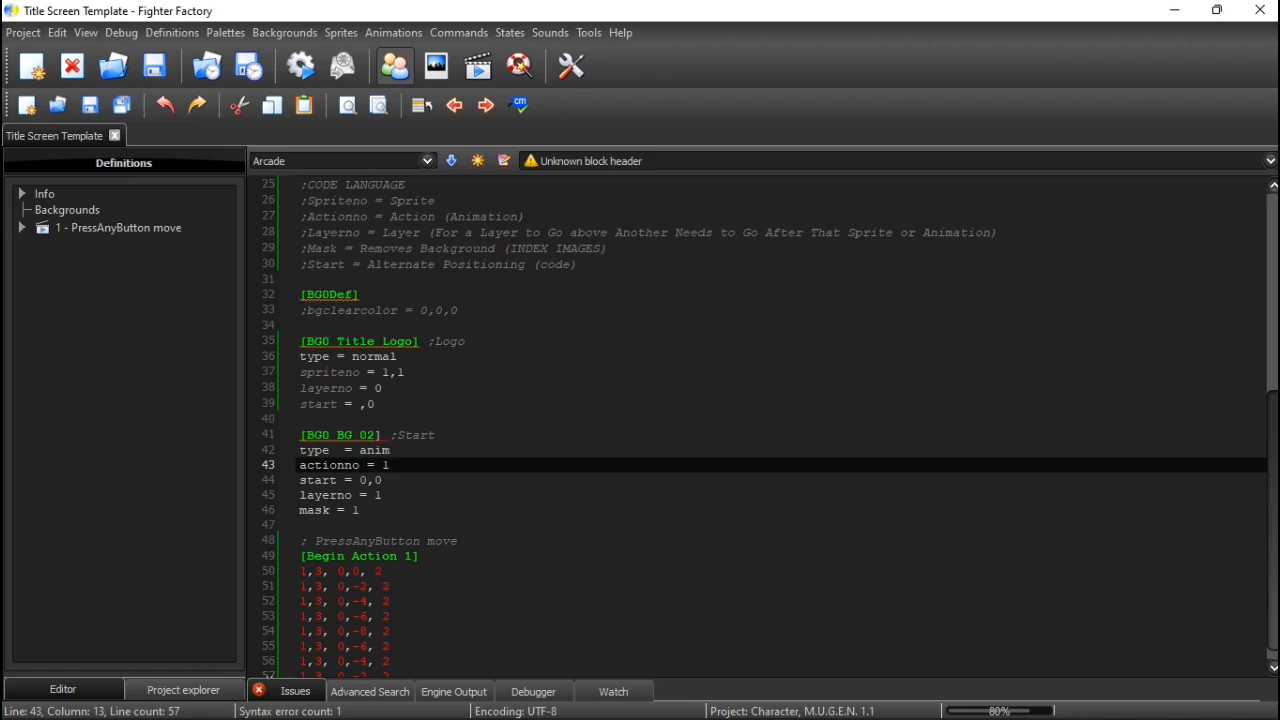 Title Screen Template - Fighter Factory
Project Edit View Debug Definitions Palettes Backgrounds Sprites Animations Commands States Sounds Tools Help
cm
Title Screen Template
Definitions
Arcade
Unknown block header
Info
Backgrounds
1 - PressAnyButton move
25 ;CODE LANGUAGE
26 ;Spriteno = Sprite
27 ;Actionno = Action (Animation)
28 ;Layerno = Layer (For a Layer to Go above Another Needs to Go After That Sprite or Animation)
29 ;Mask = Removes Background (INDEX IMAGES)
30 ;Start = Alternate Positioning (code)
31
32 [BG0Def]
33 ;bgclearcolor = 0,0,0
34
35 [BG0 Title Logo] ;Logo
36 type = normal
37 spriteno = 1,1
38 layerno = 0
39 start = ,0
40
41 [BG0 BG 02] ;Start
42 type  = anim
43 actionno = 1
44 start = 0,0
45 layerno = 1
46 mask = 1
47
48 ; PressAnyButton move
49 [Begin Action 1]
50 1,3, 0,0, 2
51 1,3, 0,-2, 2
52 1,3, 0,-4, 2
53 1,3, 0,-6, 2
54 1,3, 0,-8, 2
55 1,3, 0,-6, 2
56 1,3, 0,-4, 2
57 1,3, 0,-2, 2
Editor Project explorer
Issues Advanced Search Engine Output Debugger Watch
Line: 43, Column: 13, Line count: 57 Syntax error count: 1 Encoding: UTF-8 Project: Character, M.U.G.E.N. 1.1 80%